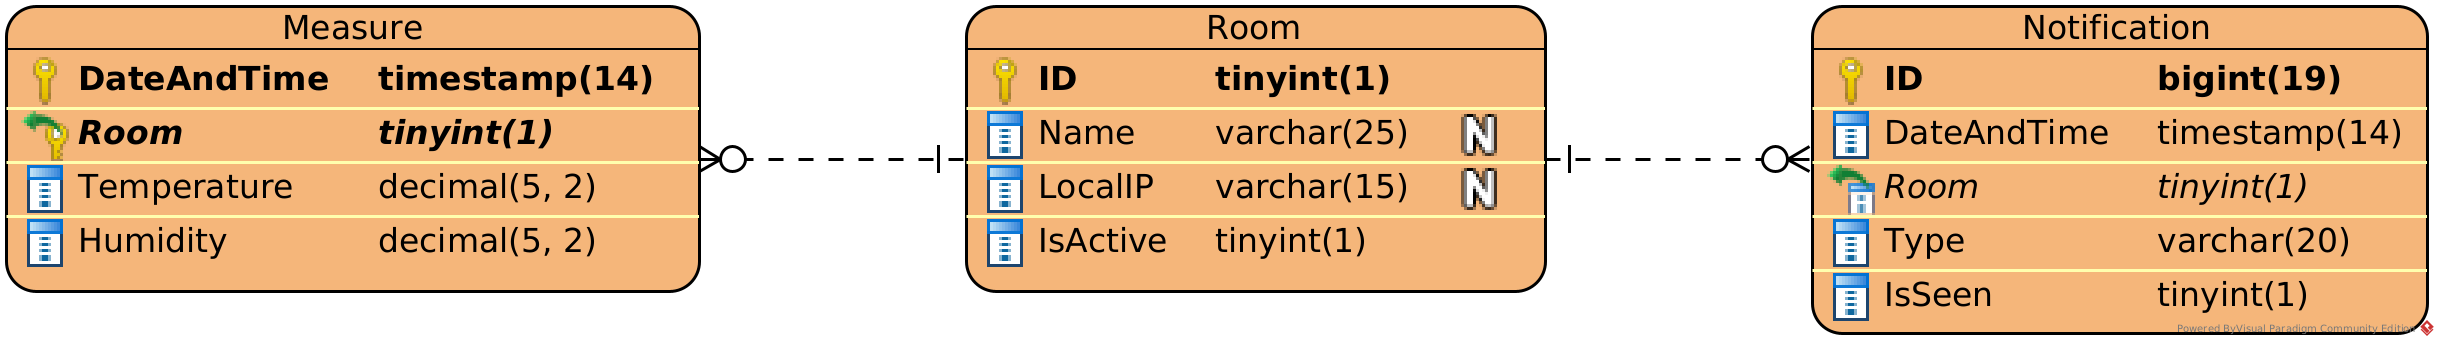 Measure
DateAndTime timestamp(14)
Room tinyint(1)
Temperature decimal(5, 2)
Humidity decimal(5, 2)
Room
ID tinyint(1)
Name varchar(25) N
LocalIP varchar(15) N
IsActive tinyint(1)
Notification
ID bigint(19)
DateAndTime timestamp(14)
Room tinyint(1)
Type varchar(20)
IsSeen tinyint(1)
Powered ByVisual Paradigm Community Edition